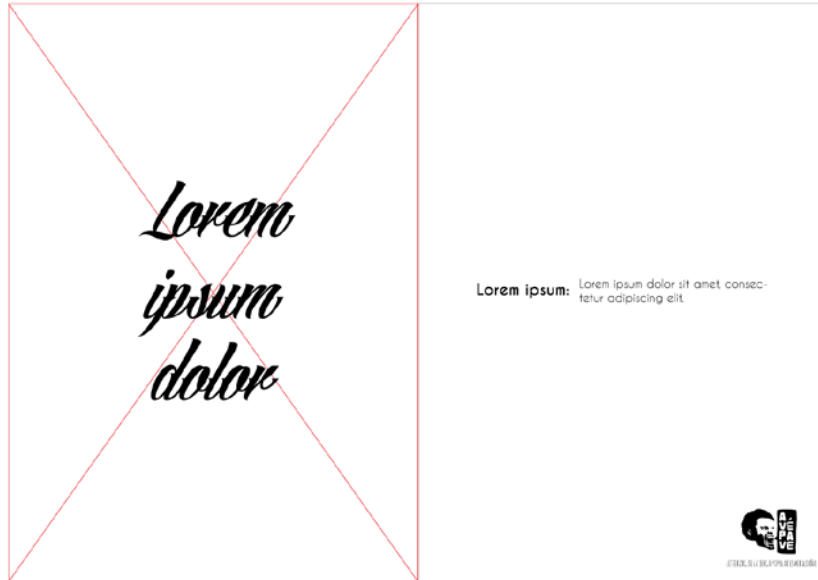 Lorem
ipsum
dolor
Lorem ipsum: Lorem ipsum dolor sit amet, consec-
tetur adipiscing elit.